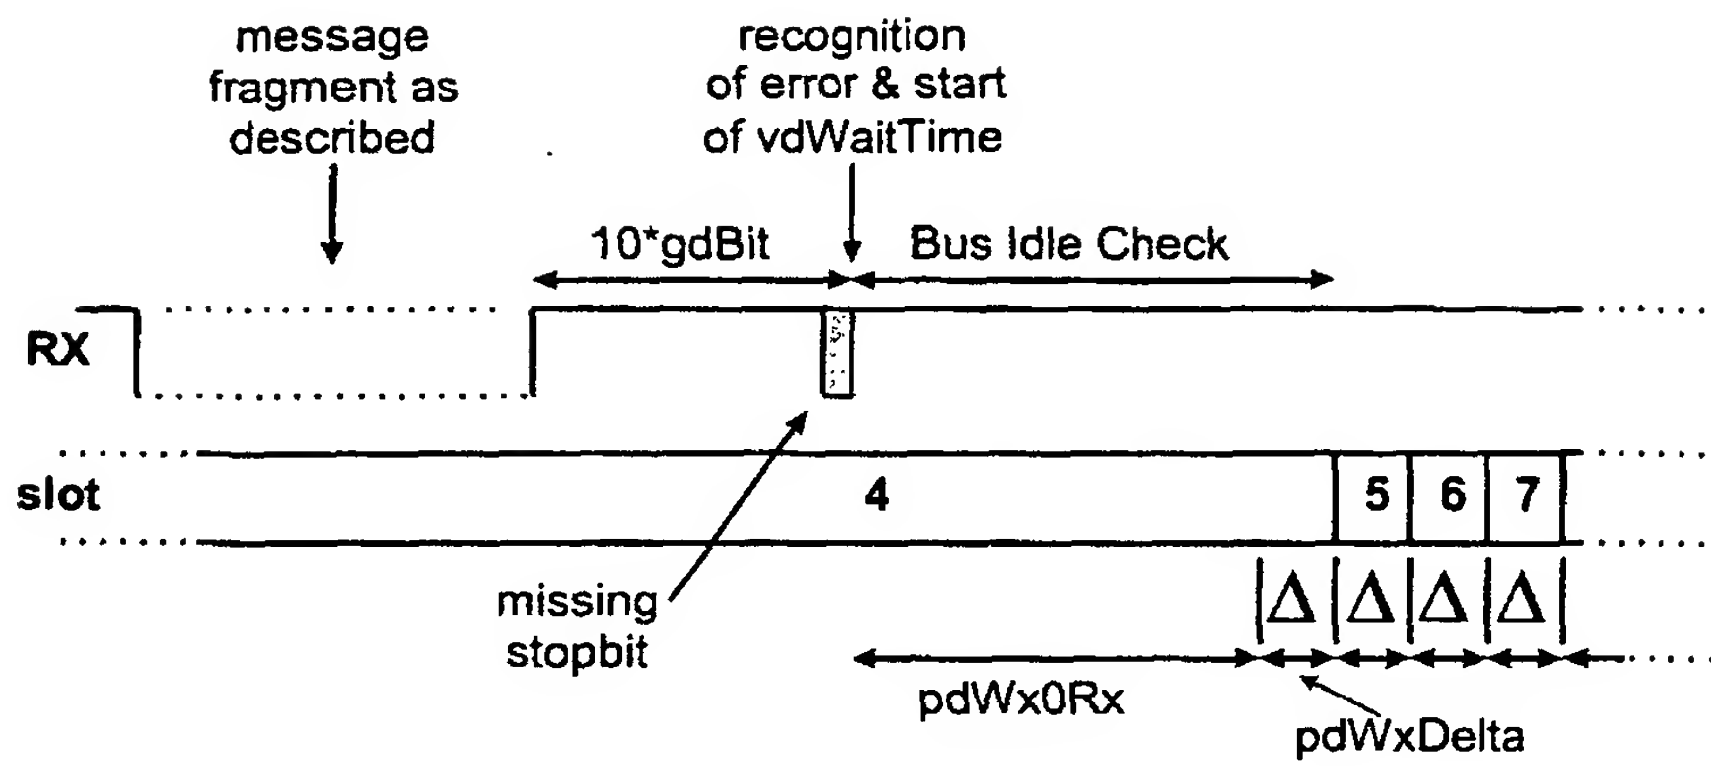 message
fragment as
described
recognition
of error & start
of vdWaitTime
10*gdBit
Bus Idle Check
RX
slot
4
5
6
7
missing
stopbit
Δ Δ Δ Δ
pdWx0Rx
pdWxDelta